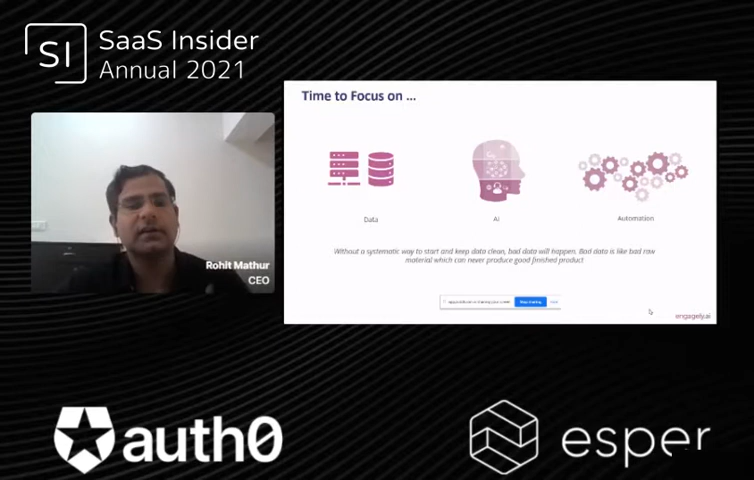 SI
SaaS Insider
Annual 2021
Time to Focus on ...
Data
AI
Automation
Without a systematic way to start and keep data clean, bad data will happen. Bad data is like bad raw
material which can never produce good finished product
Stop sharing
engagely.ai
Rohit Mathur
CEO
auth0
esper